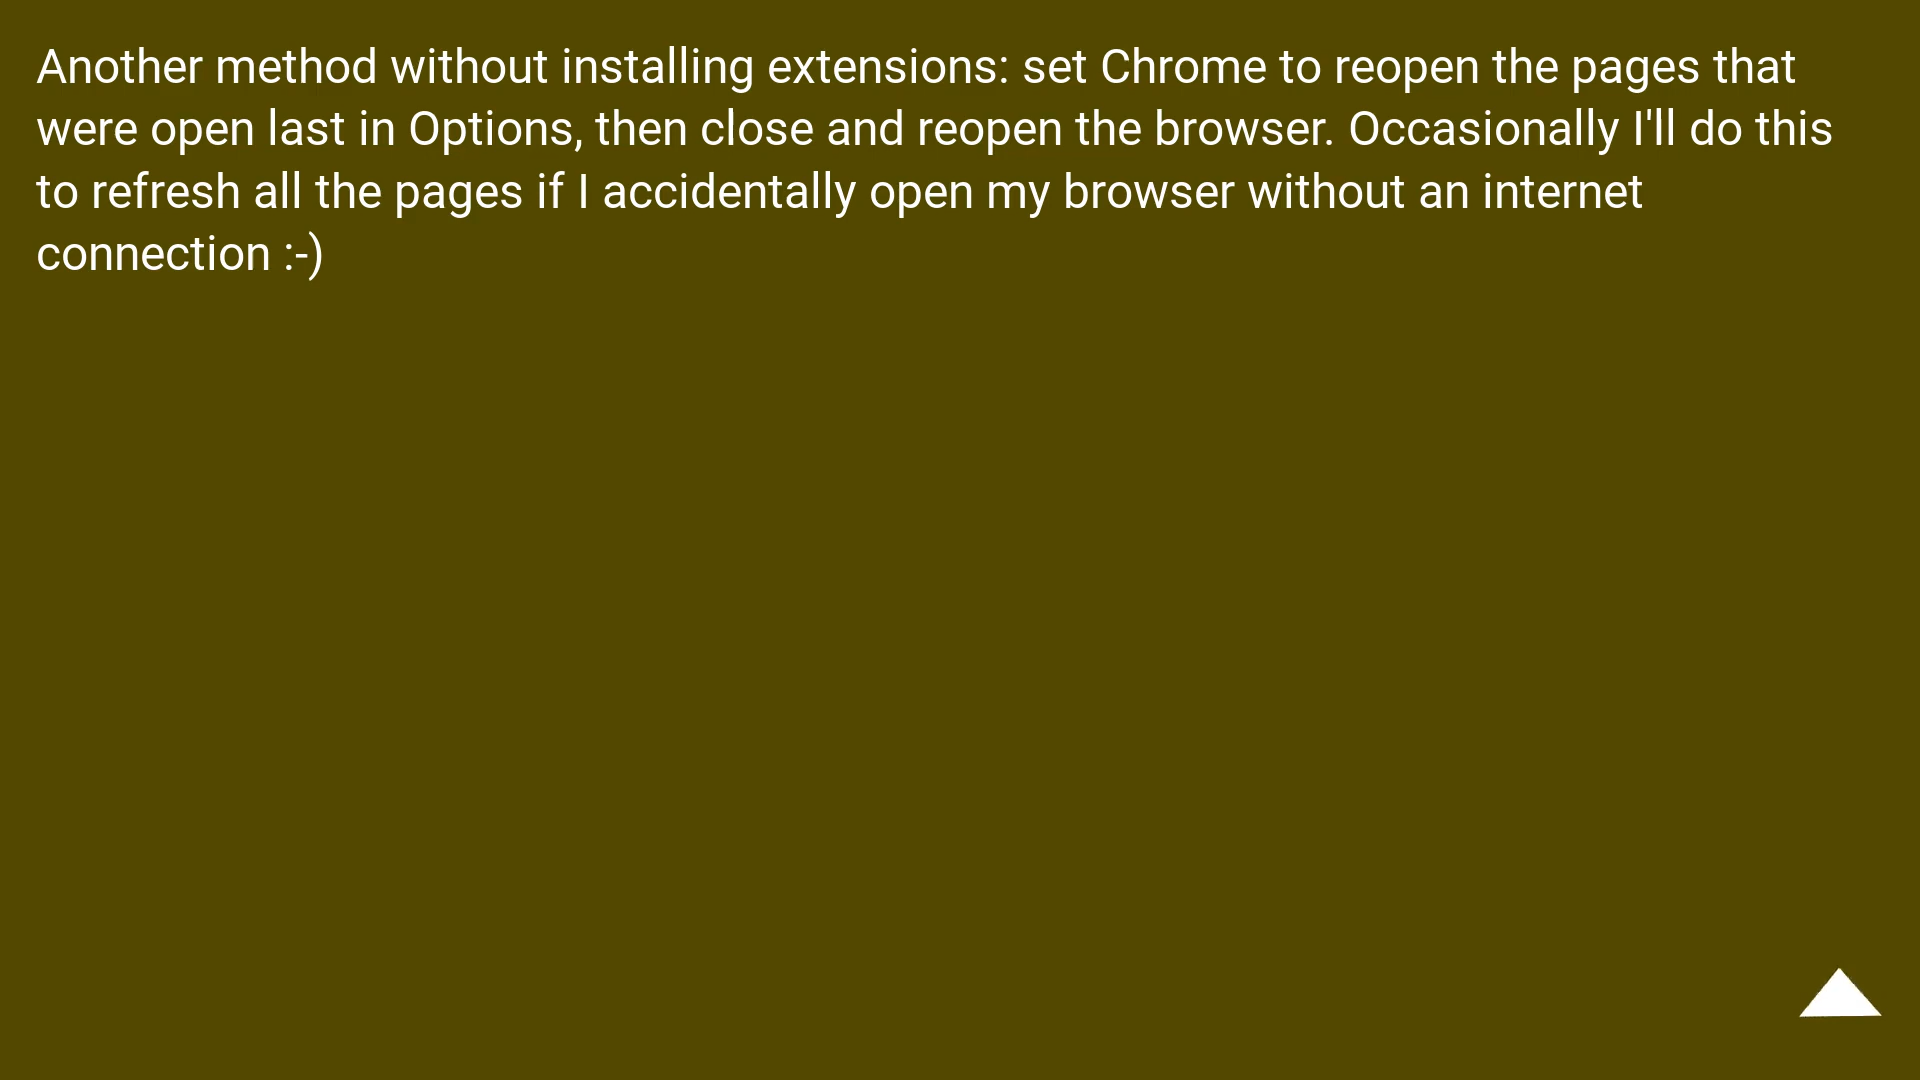 Another method without installing extensions: set Chrome to reopen the pages that
were open last in Options, then close and reopen the browser. Occasionally I'll do this
to refresh all the pages if I accidentally open my browser without an internet
connection :-)